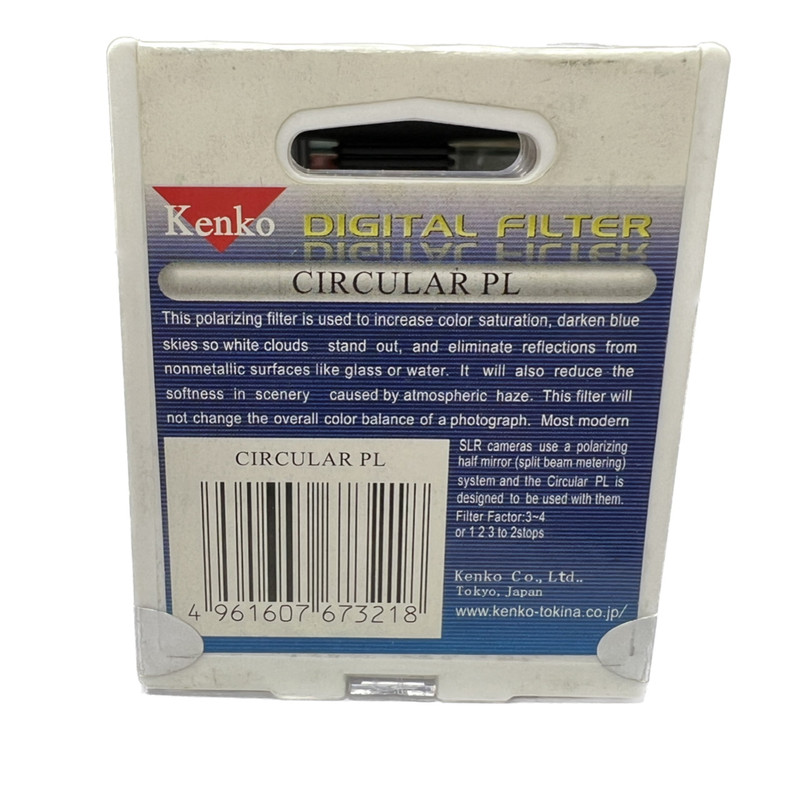 Kenko DIGITAL FILTER
CIRCULAR PL
This polarizing filter is used to increase color saturation, darken blue
skies so white clouds stand out, and eliminate reflections from
nonmetallic surfaces like glass or water. It will also reduce the
softness in scenery caused by atmospheric haze. This filter will
not change the overall color balance of a photograph. Most modern
SLR cameras use a polarizing
half mirror (split beam metering)
system and the Circular PL is
designed to be used with them.
Filter Factor:3~4
or 1 2 3 to 2stops
CIRCULAR PL
4 961607 673218
Kenko Co., Ltd..
Tokyo, Japan
www.kenko-tokina.co.jp/